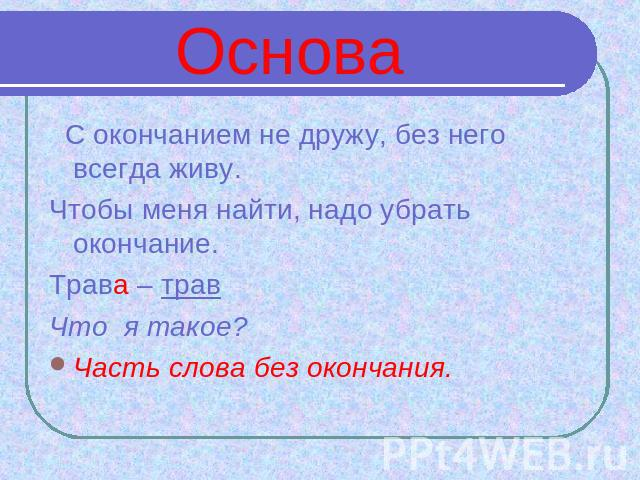 Основа
С окончанием не дружу, без него
всегда живу.
Чтобы меня найти, надо убрать
окончание.
Трава – трав
Что я такое?
Часть слова без окончания.
PPt4WEB.ru